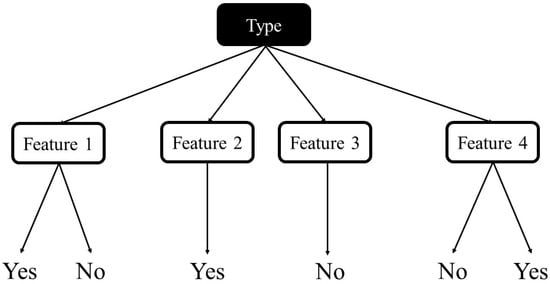 Type
Feature 1
Feature 2
Feature 3
Feature 4
Yes
No
Yes
No
No
Yes